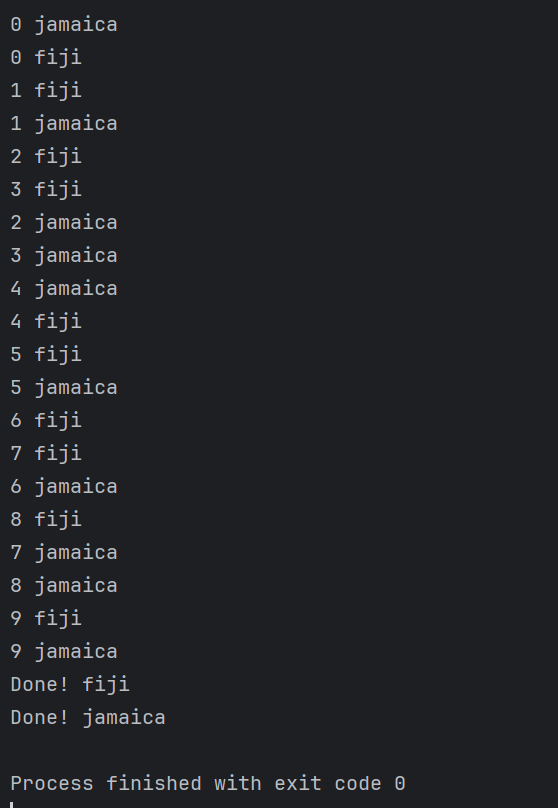 0 jamaica
0 fiji
1 fiji
1 jamaica
2 fiji
3 fiji
2 jamaica
3 jamaica
4 jamaica
4 fiji
5 fiji
5 jamaica
6 fiji
7 fiji
6 jamaica
8 fiji
7 jamaica
8 jamaica
9 fiji
9 jamaica
Done! fiji
Done! jamaica
Process finished with exit code 0